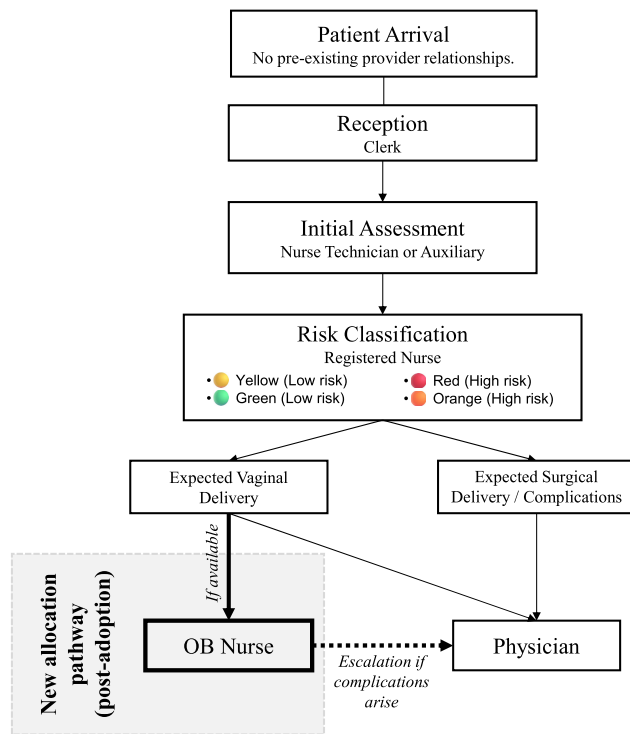 Patient Arrival
No pre-existing provider relationships.
Reception
Clerk
Initial Assessment
Nurse Technician or Auxiliary
Risk Classification
Registered Nurse
• Yellow (Low risk)
• Green (Low risk)
• Red (High risk)
• Orange (High risk)
Expected Vaginal
Delivery
Expected Surgical
Delivery / Complications
If available
New allocation
pathway
(post-adoption)
OB Nurse
Escalation if
complications
arise
Physician